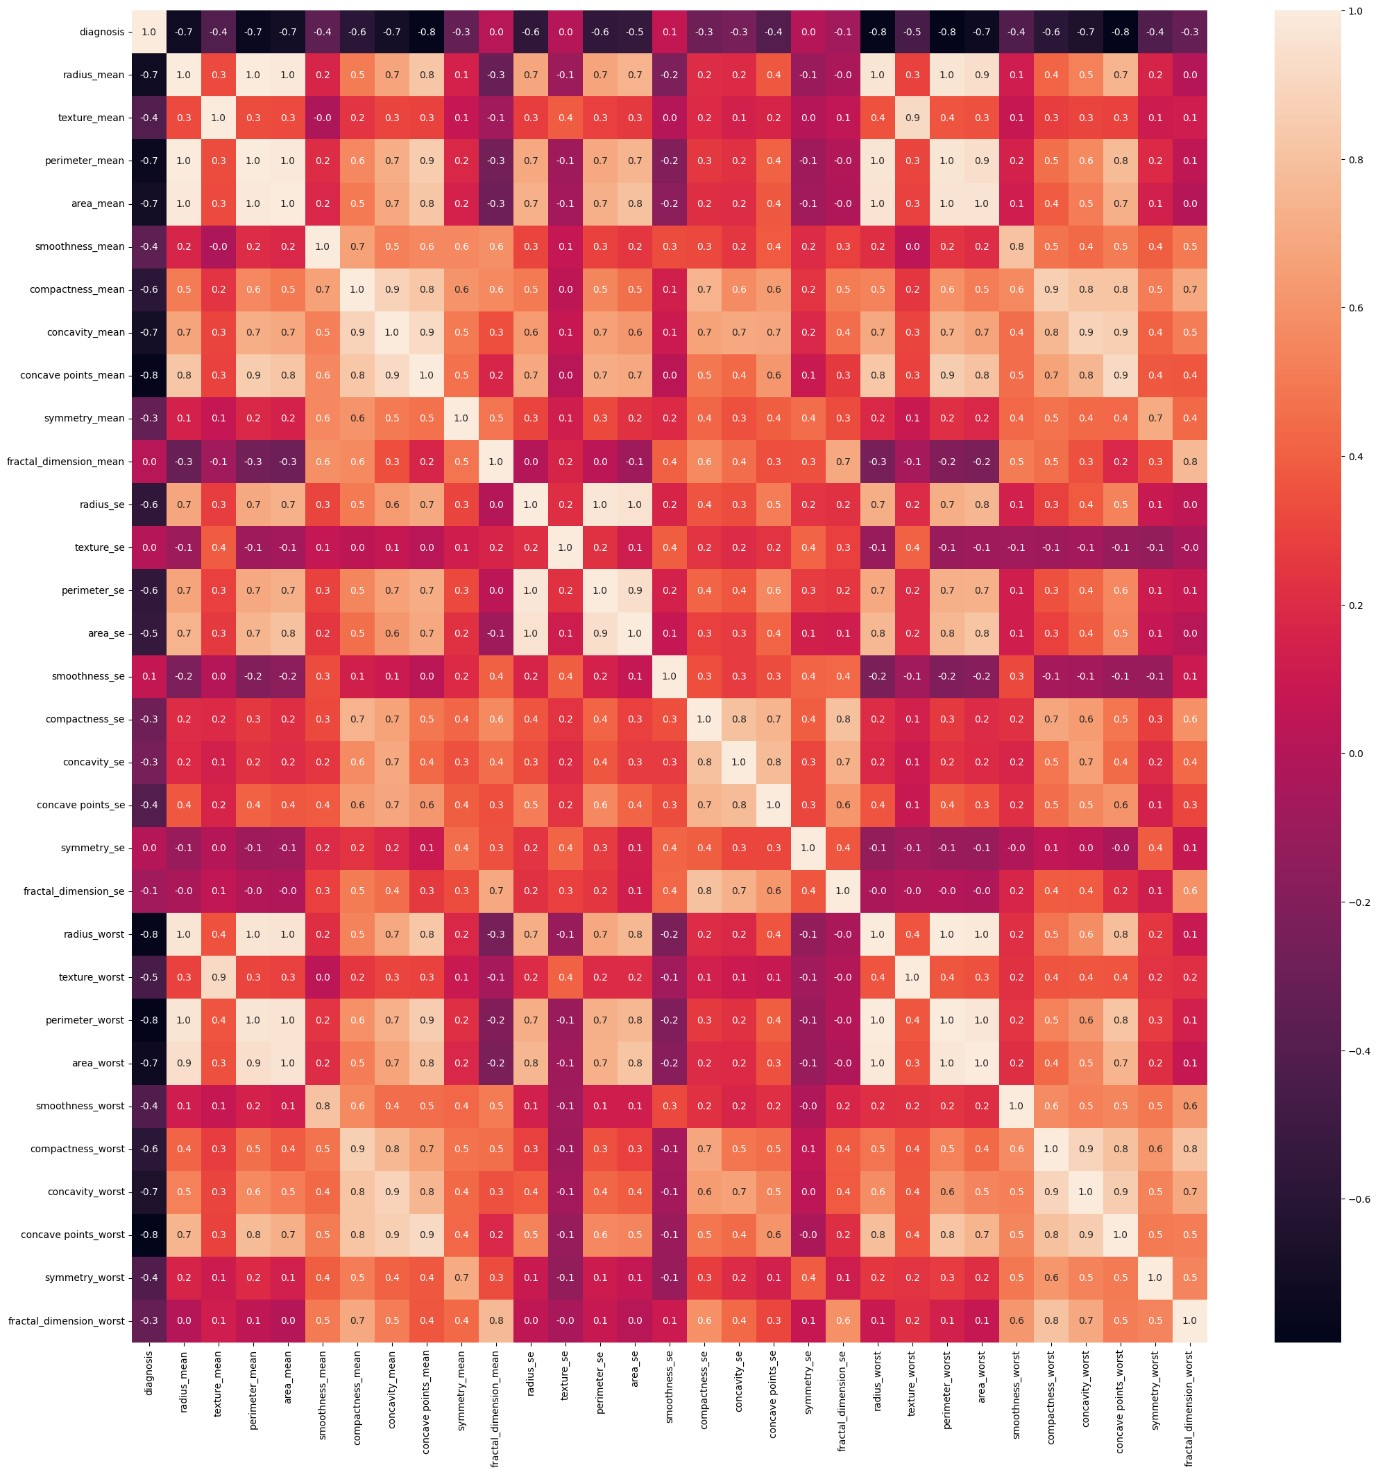 diagnosis 1.0 -0.7 -0.4 -0.7 -0.7 -0.4 -0.6 -0.7 -0.8 -0.3 0.0 -0.6 0.0 -0.6 -0.5 0.1 -0.3 -0.3 -0.4 0.0 -0.1 -0.8 -0.5 -0.8 -0.7 -0.4 -0.6 -0.7 -0.8 -0.4 -0.3
radius_mean -0.7 1.0 0.3 1.0 1.0 0.2 0.5 0.7 0.8 0.1 -0.3 0.7 -0.1 0.7 0.7 -0.2 0.2 0.2 0.4 -0.1 -0.0 1.0 0.3 1.0 0.9 0.1 0.4 0.5 0.7 0.2 0.0
texture_mean -0.4 0.3 1.0 0.3 0.3 -0.0 0.2 0.3 0.3 0.1 -0.1 0.3 0.4 0.3 0.3 0.0 0.2 0.1 0.2 0.0 0.1 0.4 0.9 0.4 0.3 0.1 0.3 0.3 0.3 0.1 0.1
perimeter_mean -0.7 1.0 0.3 1.0 1.0 0.2 0.6 0.7 0.9 0.2 -0.3 0.7 -0.1 0.7 0.7 -0.2 0.3 0.2 0.4 -0.1 -0.0 1.0 0.3 1.0 0.9 0.2 0.5 0.6 0.8 0.2 0.1
area_mean -0.7 1.0 0.3 1.0 1.0 0.2 0.5 0.7 0.8 0.2 -0.3 0.7 -0.1 0.7 0.8 -0.2 0.2 0.2 0.4 -0.1 -0.0 1.0 0.3 1.0 1.0 0.1 0.4 0.5 0.7 0.1 0.0
smoothness_mean -0.4 0.2 -0.0 0.2 0.2 1.0 0.7 0.5 0.6 0.6 0.6 0.3 0.1 0.3 0.2 0.3 0.3 0.2 0.4 0.2 0.3 0.2 0.0 0.2 0.2 0.8 0.5 0.4 0.5 0.4 0.5
compactness_mean -0.6 0.5 0.2 0.6 0.5 0.7 1.0 0.9 0.8 0.6 0.6 0.5 0.0 0.5 0.5 0.1 0.7 0.6 0.6 0.2 0.5 0.5 0.2 0.6 0.5 0.6 0.9 0.8 0.8 0.5 0.7
concavity_mean -0.7 0.7 0.3 0.7 0.7 0.5 0.9 1.0 0.9 0.5 0.3 0.6 0.1 0.7 0.6 0.1 0.7 0.7 0.7 0.2 0.4 0.7 0.3 0.7 0.7 0.4 0.8 0.9 0.9 0.4 0.5
concave points_mean -0.8 0.8 0.3 0.9 0.8 0.6 0.8 0.9 1.0 0.5 0.2 0.7 0.0 0.7 0.7 0.0 0.5 0.4 0.6 0.1 0.3 0.8 0.3 0.9 0.8 0.5 0.7 0.8 0.9 0.4 0.4
symmetry_mean -0.3 0.1 0.1 0.2 0.2 0.6 0.6 0.5 0.5 1.0 0.5 0.3 0.1 0.3 0.2 0.2 0.4 0.3 0.4 0.4 0.3 0.2 0.1 0.2 0.2 0.4 0.5 0.4 0.4 0.7 0.4
fractal_dimension_mean 0.0 -0.3 -0.1 -0.3 -0.3 0.6 0.6 0.3 0.2 0.5 1.0 0.0 0.2 0.0 -0.1 0.4 0.6 0.4 0.3 0.3 0.7 -0.3 -0.1 -0.2 -0.2 0.5 0.5 0.3 0.2 0.3 0.8
radius_se -0.6 0.7 0.3 0.7 0.7 0.3 0.5 0.6 0.7 0.3 0.0 1.0 0.2 1.0 1.0 0.2 0.4 0.3 0.5 0.2 0.2 0.7 0.2 0.7 0.8 0.1 0.3 0.4 0.5 0.1 0.0
texture_se 0.0 -0.1 0.4 -0.1 -0.1 0.1 0.0 0.1 0.0 0.1 0.2 0.2 1.0 0.2 0.1 0.4 0.2 0.2 0.2 0.4 0.3 -0.1 0.4 -0.1 -0.1 -0.1 -0.1 -0.1 -0.1 -0.1 -0.0
perimeter_se -0.6 0.7 0.3 0.7 0.7 0.3 0.5 0.7 0.7 0.3 0.0 1.0 0.2 1.0 0.9 0.2 0.4 0.4 0.6 0.3 0.2 0.7 0.2 0.7 0.7 0.1 0.3 0.4 0.6 0.1 0.1
area_se -0.5 0.7 0.3 0.7 0.8 0.2 0.5 0.6 0.7 0.2 -0.1 1.0 0.1 0.9 1.0 0.1 0.3 0.3 0.4 0.1 0.1 0.8 0.2 0.8 0.8 0.1 0.3 0.4 0.5 0.1 0.0
smoothness_se 0.1 -0.2 0.0 -0.2 -0.2 0.3 0.1 0.1 0.0 0.2 0.4 0.2 0.4 0.2 0.1 1.0 0.3 0.3 0.3 0.4 0.4 -0.2 -0.1 -0.2 -0.2 0.3 -0.1 -0.1 -0.1 -0.1 0.1
compactness_se -0.3 0.2 0.2 0.3 0.2 0.3 0.7 0.7 0.5 0.4 0.6 0.4 0.2 0.4 0.3 0.3 1.0 0.8 0.7 0.4 0.8 0.2 0.1 0.3 0.2 0.2 0.7 0.6 0.5 0.3 0.6
concavity_se -0.3 0.2 0.1 0.2 0.2 0.2 0.6 0.7 0.4 0.3 0.4 0.3 0.2 0.4 0.3 0.3 0.8 1.0 0.8 0.3 0.7 0.2 0.1 0.2 0.2 0.2 0.5 0.7 0.4 0.2 0.4
concave points_se -0.4 0.4 0.2 0.4 0.4 0.4 0.6 0.7 0.6 0.4 0.3 0.5 0.2 0.6 0.4 0.3 0.7 0.8 1.0 0.3 0.6 0.4 0.1 0.4 0.3 0.2 0.5 0.5 0.6 0.1 0.3
symmetry_se 0.0 -0.1 0.0 -0.1 -0.1 0.2 0.2 0.2 0.1 0.4 0.3 0.2 0.4 0.3 0.1 0.4 0.4 0.3 0.3 1.0 0.4 -0.1 -0.1 -0.1 -0.1 -0.0 0.1 0.0 -0.0 0.4 0.1
fractal_dimension_se -0.1 -0.0 0.1 -0.0 -0.0 0.3 0.5 0.4 0.3 0.3 0.7 0.2 0.3 0.2 0.1 0.4 0.8 0.7 0.6 0.4 1.0 -0.0 -0.0 -0.0 -0.0 0.2 0.4 0.4 0.2 0.1 0.6
radius_worst -0.8 1.0 0.4 1.0 1.0 0.2 0.5 0.7 0.8 0.2 -0.3 0.7 -0.1 0.7 0.8 -0.2 0.2 0.2 0.4 -0.1 -0.0 1.0 0.4 1.0 1.0 0.2 0.5 0.6 0.8 0.2 0.1
texture_worst -0.5 0.3 0.9 0.3 0.3 0.0 0.2 0.3 0.3 0.1 -0.1 0.2 0.4 0.2 0.2 -0.1 0.1 0.1 0.1 -0.1 -0.0 0.4 1.0 0.4 0.3 0.2 0.4 0.4 0.4 0.2 0.2
perimeter_worst -0.8 1.0 0.4 1.0 1.0 0.2 0.6 0.7 0.9 0.2 -0.2 0.7 -0.1 0.7 0.8 -0.2 0.3 0.2 0.4 -0.1 -0.0 1.0 0.4 1.0 1.0 0.2 0.5 0.6 0.8 0.3 0.1
area_worst -0.7 0.9 0.3 0.9 1.0 0.2 0.5 0.7 0.8 0.2 -0.2 0.8 -0.1 0.7 0.8 -0.2 0.2 0.2 0.3 -0.1 -0.0 1.0 0.3 1.0 1.0 0.2 0.4 0.5 0.7 0.2 0.1
smoothness_worst -0.4 0.1 0.1 0.2 0.1 0.8 0.6 0.4 0.5 0.4 0.5 0.1 -0.1 0.1 0.1 0.3 0.2 0.2 0.2 -0.0 0.2 0.2 0.2 0.2 0.2 1.0 0.6 0.5 0.5 0.5 0.6
compactness_worst -0.6 0.4 0.3 0.5 0.4 0.5 0.9 0.8 0.7 0.5 0.5 0.3 -0.1 0.3 0.3 -0.1 0.7 0.5 0.5 0.1 0.4 0.5 0.4 0.5 0.4 0.6 1.0 0.9 0.8 0.6 0.8
concavity_worst -0.7 0.5 0.3 0.6 0.5 0.4 0.8 0.9 0.8 0.4 0.3 0.4 -0.1 0.4 0.4 -0.1 0.6 0.7 0.5 0.0 0.4 0.6 0.4 0.6 0.5 0.5 0.9 1.0 0.9 0.5 0.7
concave points_worst -0.8 0.7 0.3 0.8 0.7 0.5 0.8 0.9 0.9 0.4 0.2 0.5 -0.1 0.6 0.5 -0.1 0.5 0.4 0.6 -0.0 0.2 0.8 0.4 0.8 0.7 0.5 0.8 0.9 1.0 0.5 0.5
symmetry_worst -0.4 0.2 0.1 0.2 0.1 0.4 0.5 0.4 0.4 0.7 0.3 0.1 -0.1 0.1 0.1 -0.1 0.3 0.2 0.1 0.4 0.1 0.2 0.2 0.3 0.2 0.5 0.6 0.5 0.5 1.0 0.5
fractal_dimension_worst -0.3 0.0 0.1 0.1 0.0 0.5 0.7 0.5 0.4 0.4 0.8 0.0 -0.0 0.1 0.0 0.1 0.6 0.4 0.3 0.1 0.6 0.1 0.2 0.1 0.1 0.6 0.8 0.7 0.5 0.5 1.0
diagnosis
radius_mean
texture_mean
perimeter_mean
area_mean
smoothness_mean
compactness_mean
concavity_mean
concave points_mean
symmetry_mean
fractal_dimension_mean
radius_se
texture_se
perimeter_se
area_se
smoothness_se
compactness_se
concavity_se
concave points_se
symmetry_se
fractal_dimension_se
radius_worst
texture_worst
perimeter_worst
area_worst
smoothness_worst
compactness_worst
concavity_worst
concave points_worst
symmetry_worst
fractal_dimension_worst
1.0
0.8
0.6
0.4
0.2
0.0
−0.2
−0.4
−0.6